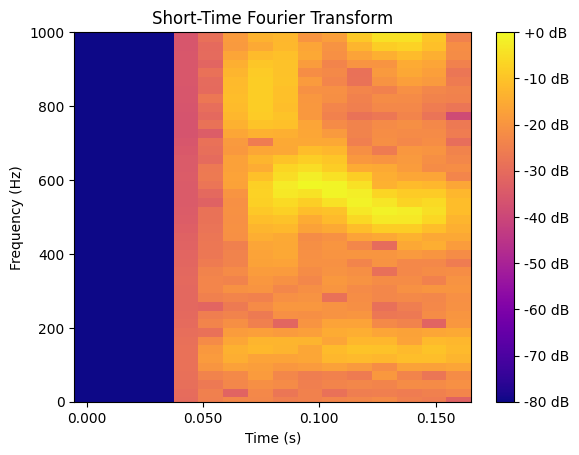 Short-Time Fourier Transform
1000
800
600
400
200
0
Frequency (Hz)
0.000
0.050
0.100
0.150
Time (s)
+0 dB
-10 dB
-20 dB
-30 dB
-40 dB
-50 dB
-60 dB
-70 dB
-80 dB